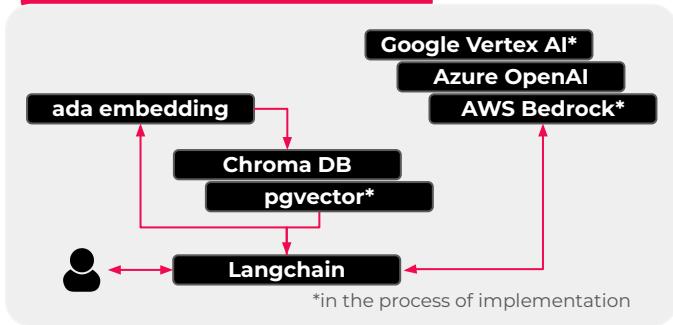 Google Vertex AI*
Azure OpenAI
AWS Bedrock*
ada embedding
Chroma DB
pgvector*
Langchain
*in the process of implementation